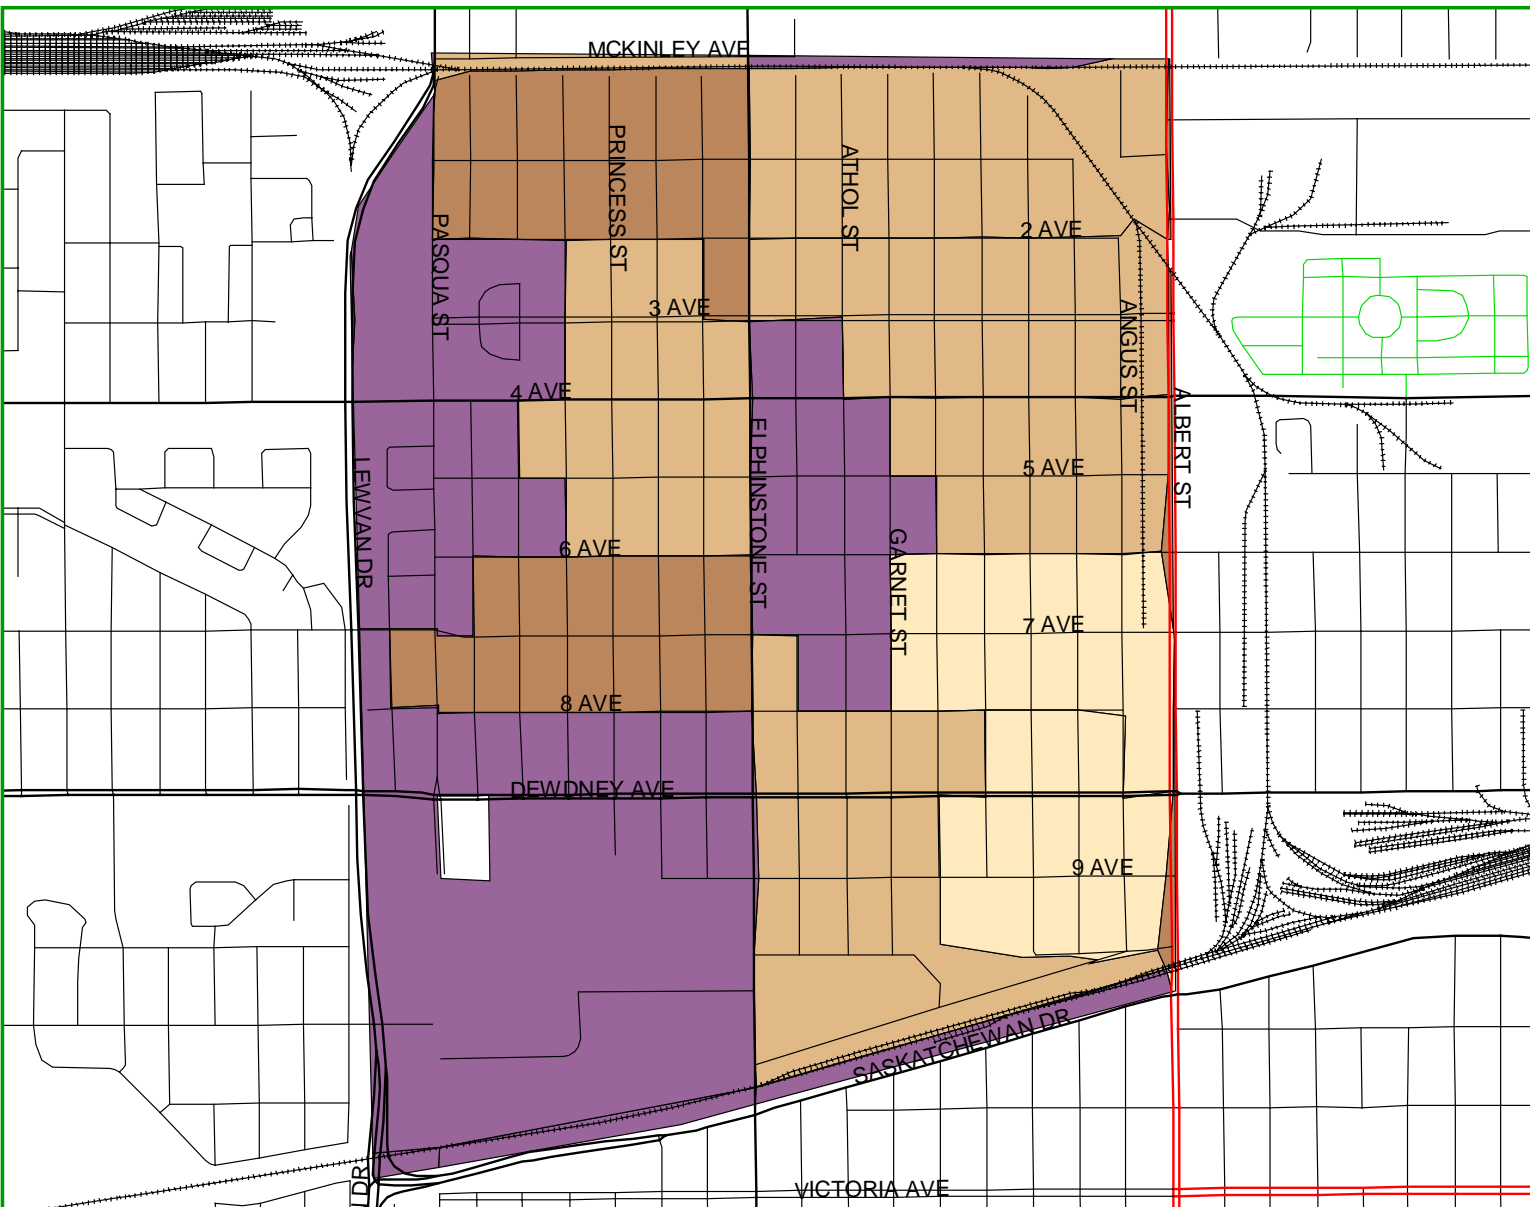 MCKINLEY AVE
PRINCESS ST
ATHOL ST
PASQUA ST
2 AVE
3 AVE
ANGUS ST
4 AVE
ALBERT ST
ELPHINSTONE ST
LEWVAN DR
5 AVE
6 AVE
GARNET ST
7 AVE
8 AVE
DEWDNEY AVE
9 AVE
SASKATCHEWAN DR
DR
VICTORIA AVE